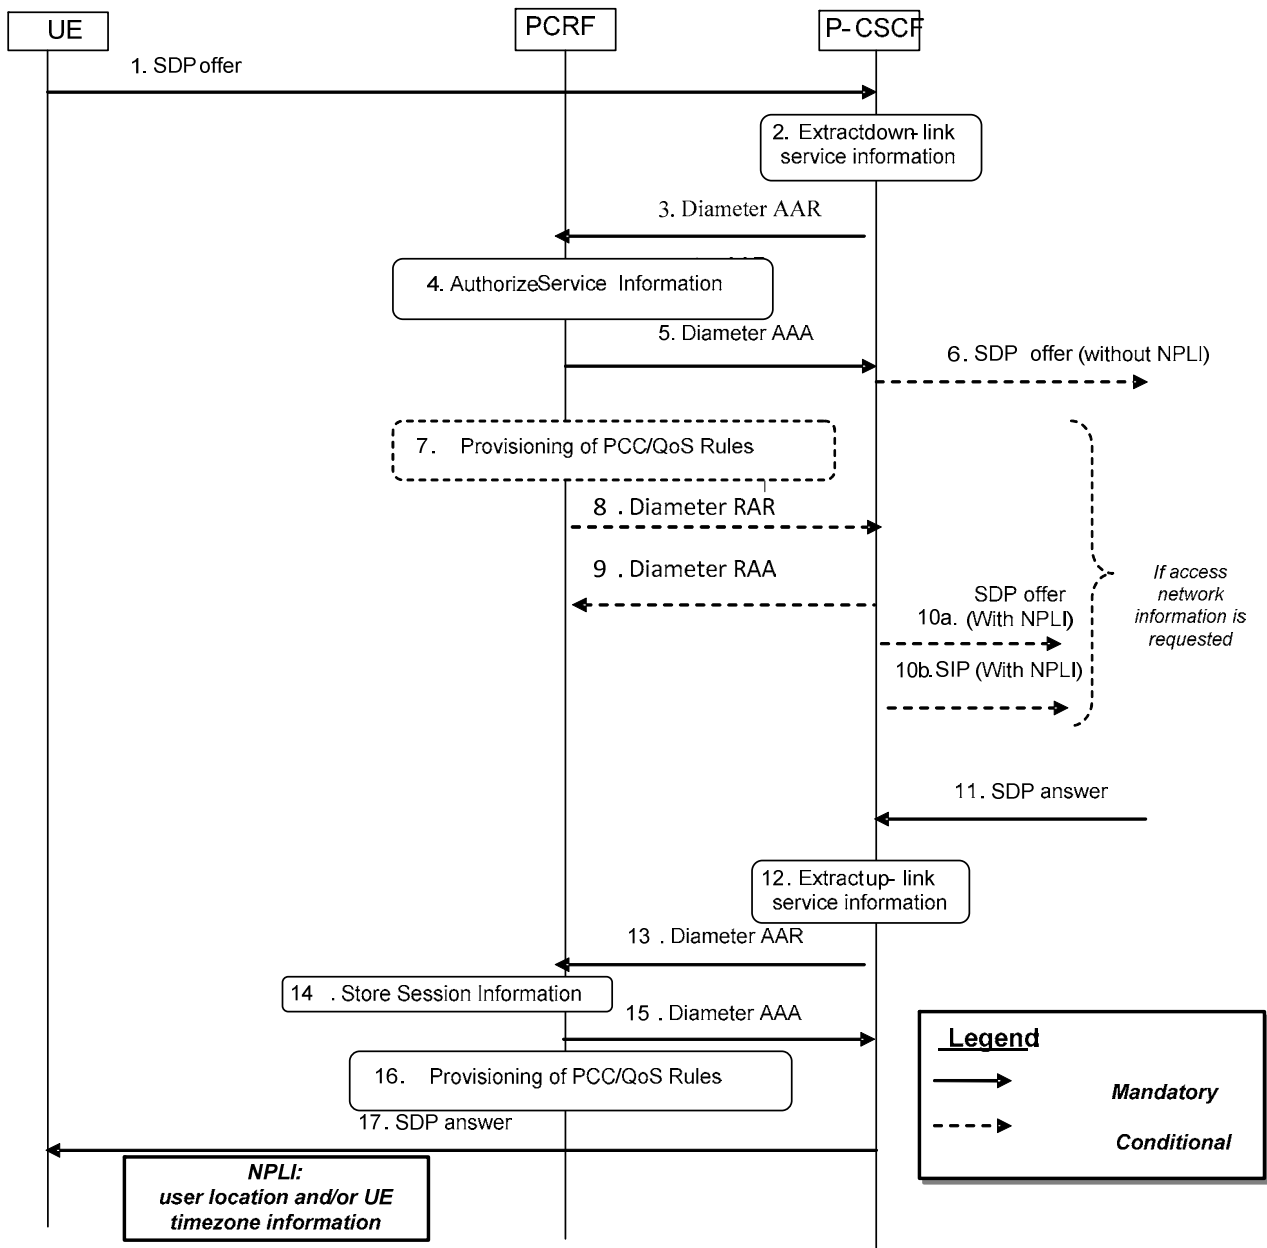 UE
PCRF
P-CSCF
1. SDP offer
2. Extract down-link
service information
3. Diameter AAR
4. Authorize Service Information
5. Diameter AAA
6. SDP offer (without NPLI)
7. Provisioning of PCC/QoS Rules
8 . Diameter RAR
9 . Diameter RAA
If access
network
information is
requested
SDP offer
10a. (With NPLI)
10b. SIP (With NPLI)
11. SDP answer
12. Extract up-link
service information
13 . Diameter AAR
14 . Store Session Information
15 . Diameter AAA
16. Provisioning of PCC/QoS Rules
17. SDP answer
Legend
Mandatory
Conditional
NPLI:
user location and/or UE
timezone information